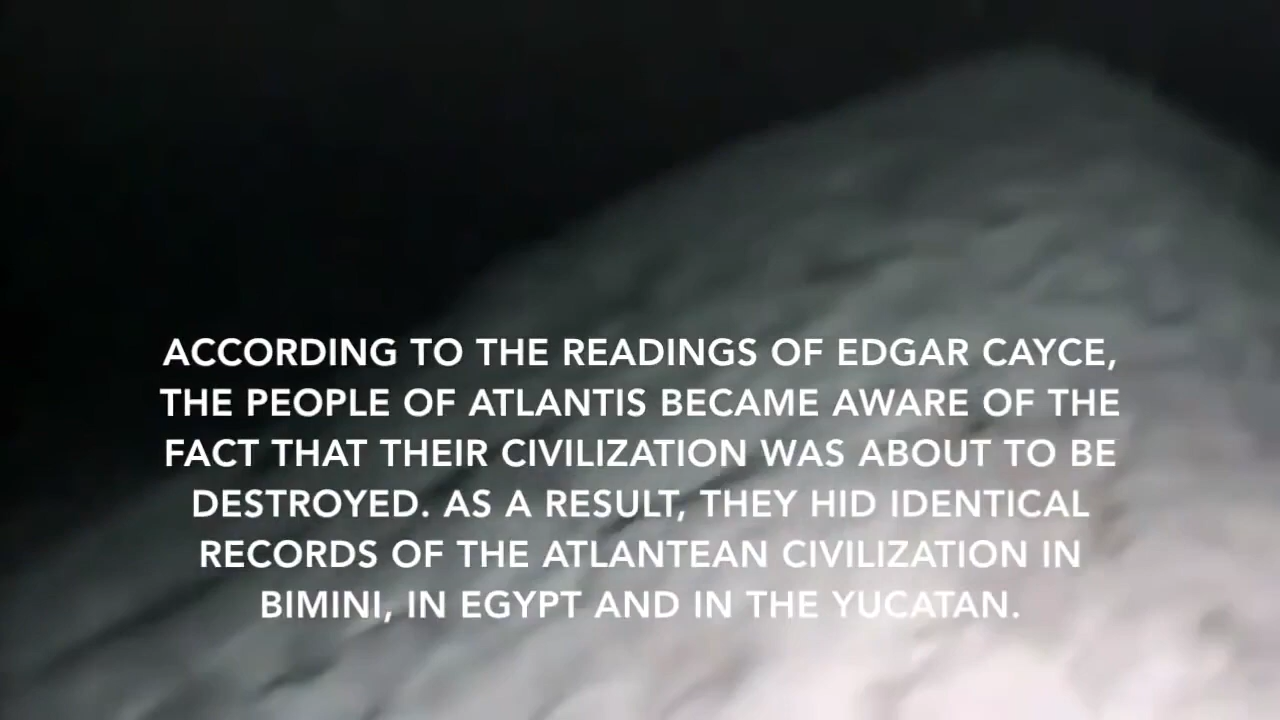 ACCORDING TO THE READINGS OF EDGAR CAYCE,
THE PEOPLE OF ATLANTIS BECAME AWARE OF THE
FACT THAT THEIR CIVILIZATION WAS ABOUT TO BE
DESTROYED. AS A RESULT, THEY HID IDENTICAL
RECORDS OF THE ATLANTEAN CIVILIZATION IN
BIMINI, IN EGYPT AND IN THE YUCATAN.